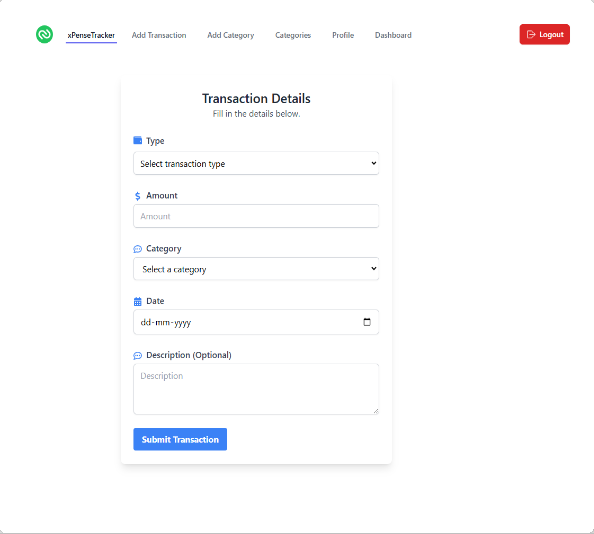 xPenseTracker Add Transaction Add Category Categories Profile Dashboard Logout
Transaction Details
Fill in the details below.
Type
Select transaction type
Amount
Amount
Category
Select a category
Date
dd-mm-yyyy
Description (Optional)
Description
Submit Transaction